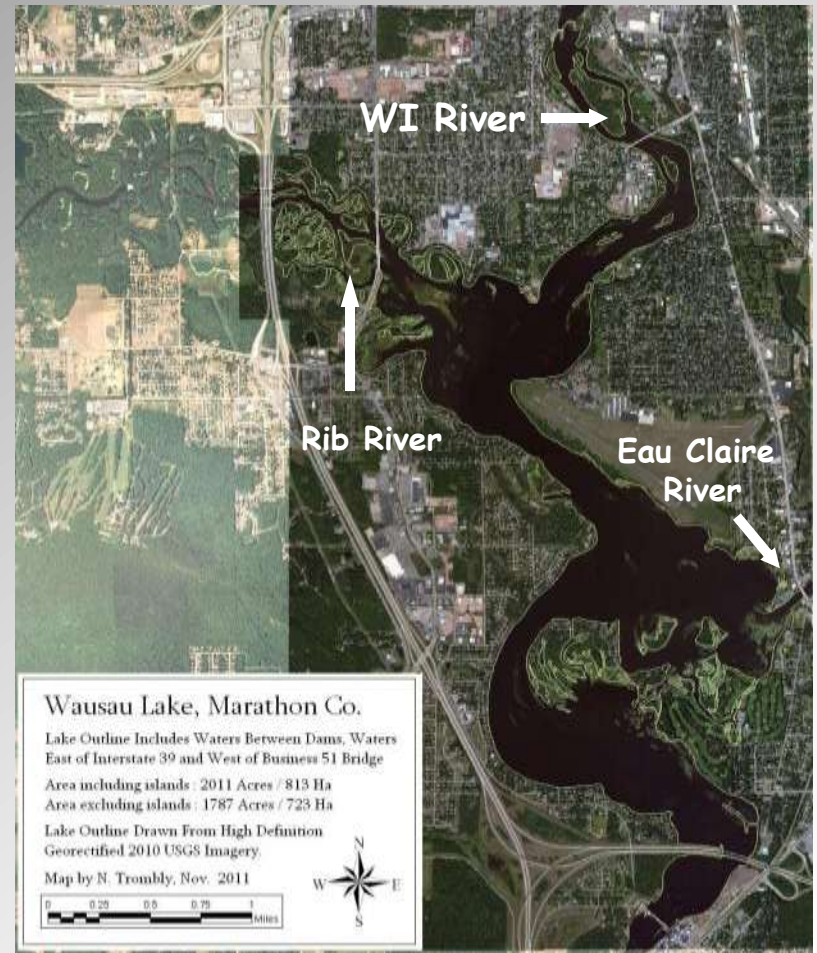 WI River
Rib River
Eau Claire
River
Wausau Lake, Marathon Co.
Lake Outline Includes Waters Between Dams, Waters
East of Interstate 39 and West of Business 51 Bridge
Area including islands : 2011 Acres / 813 Ha
Area excluding islands : 1787 Acres / 723 Ha
Lake Outline Drawn From High Definition
Georectified 2010 USGS Imagery.
Map by N. Trombly, Nov. 2011
N
W E
S
0 0.25 0.5 0.75 1
Miles